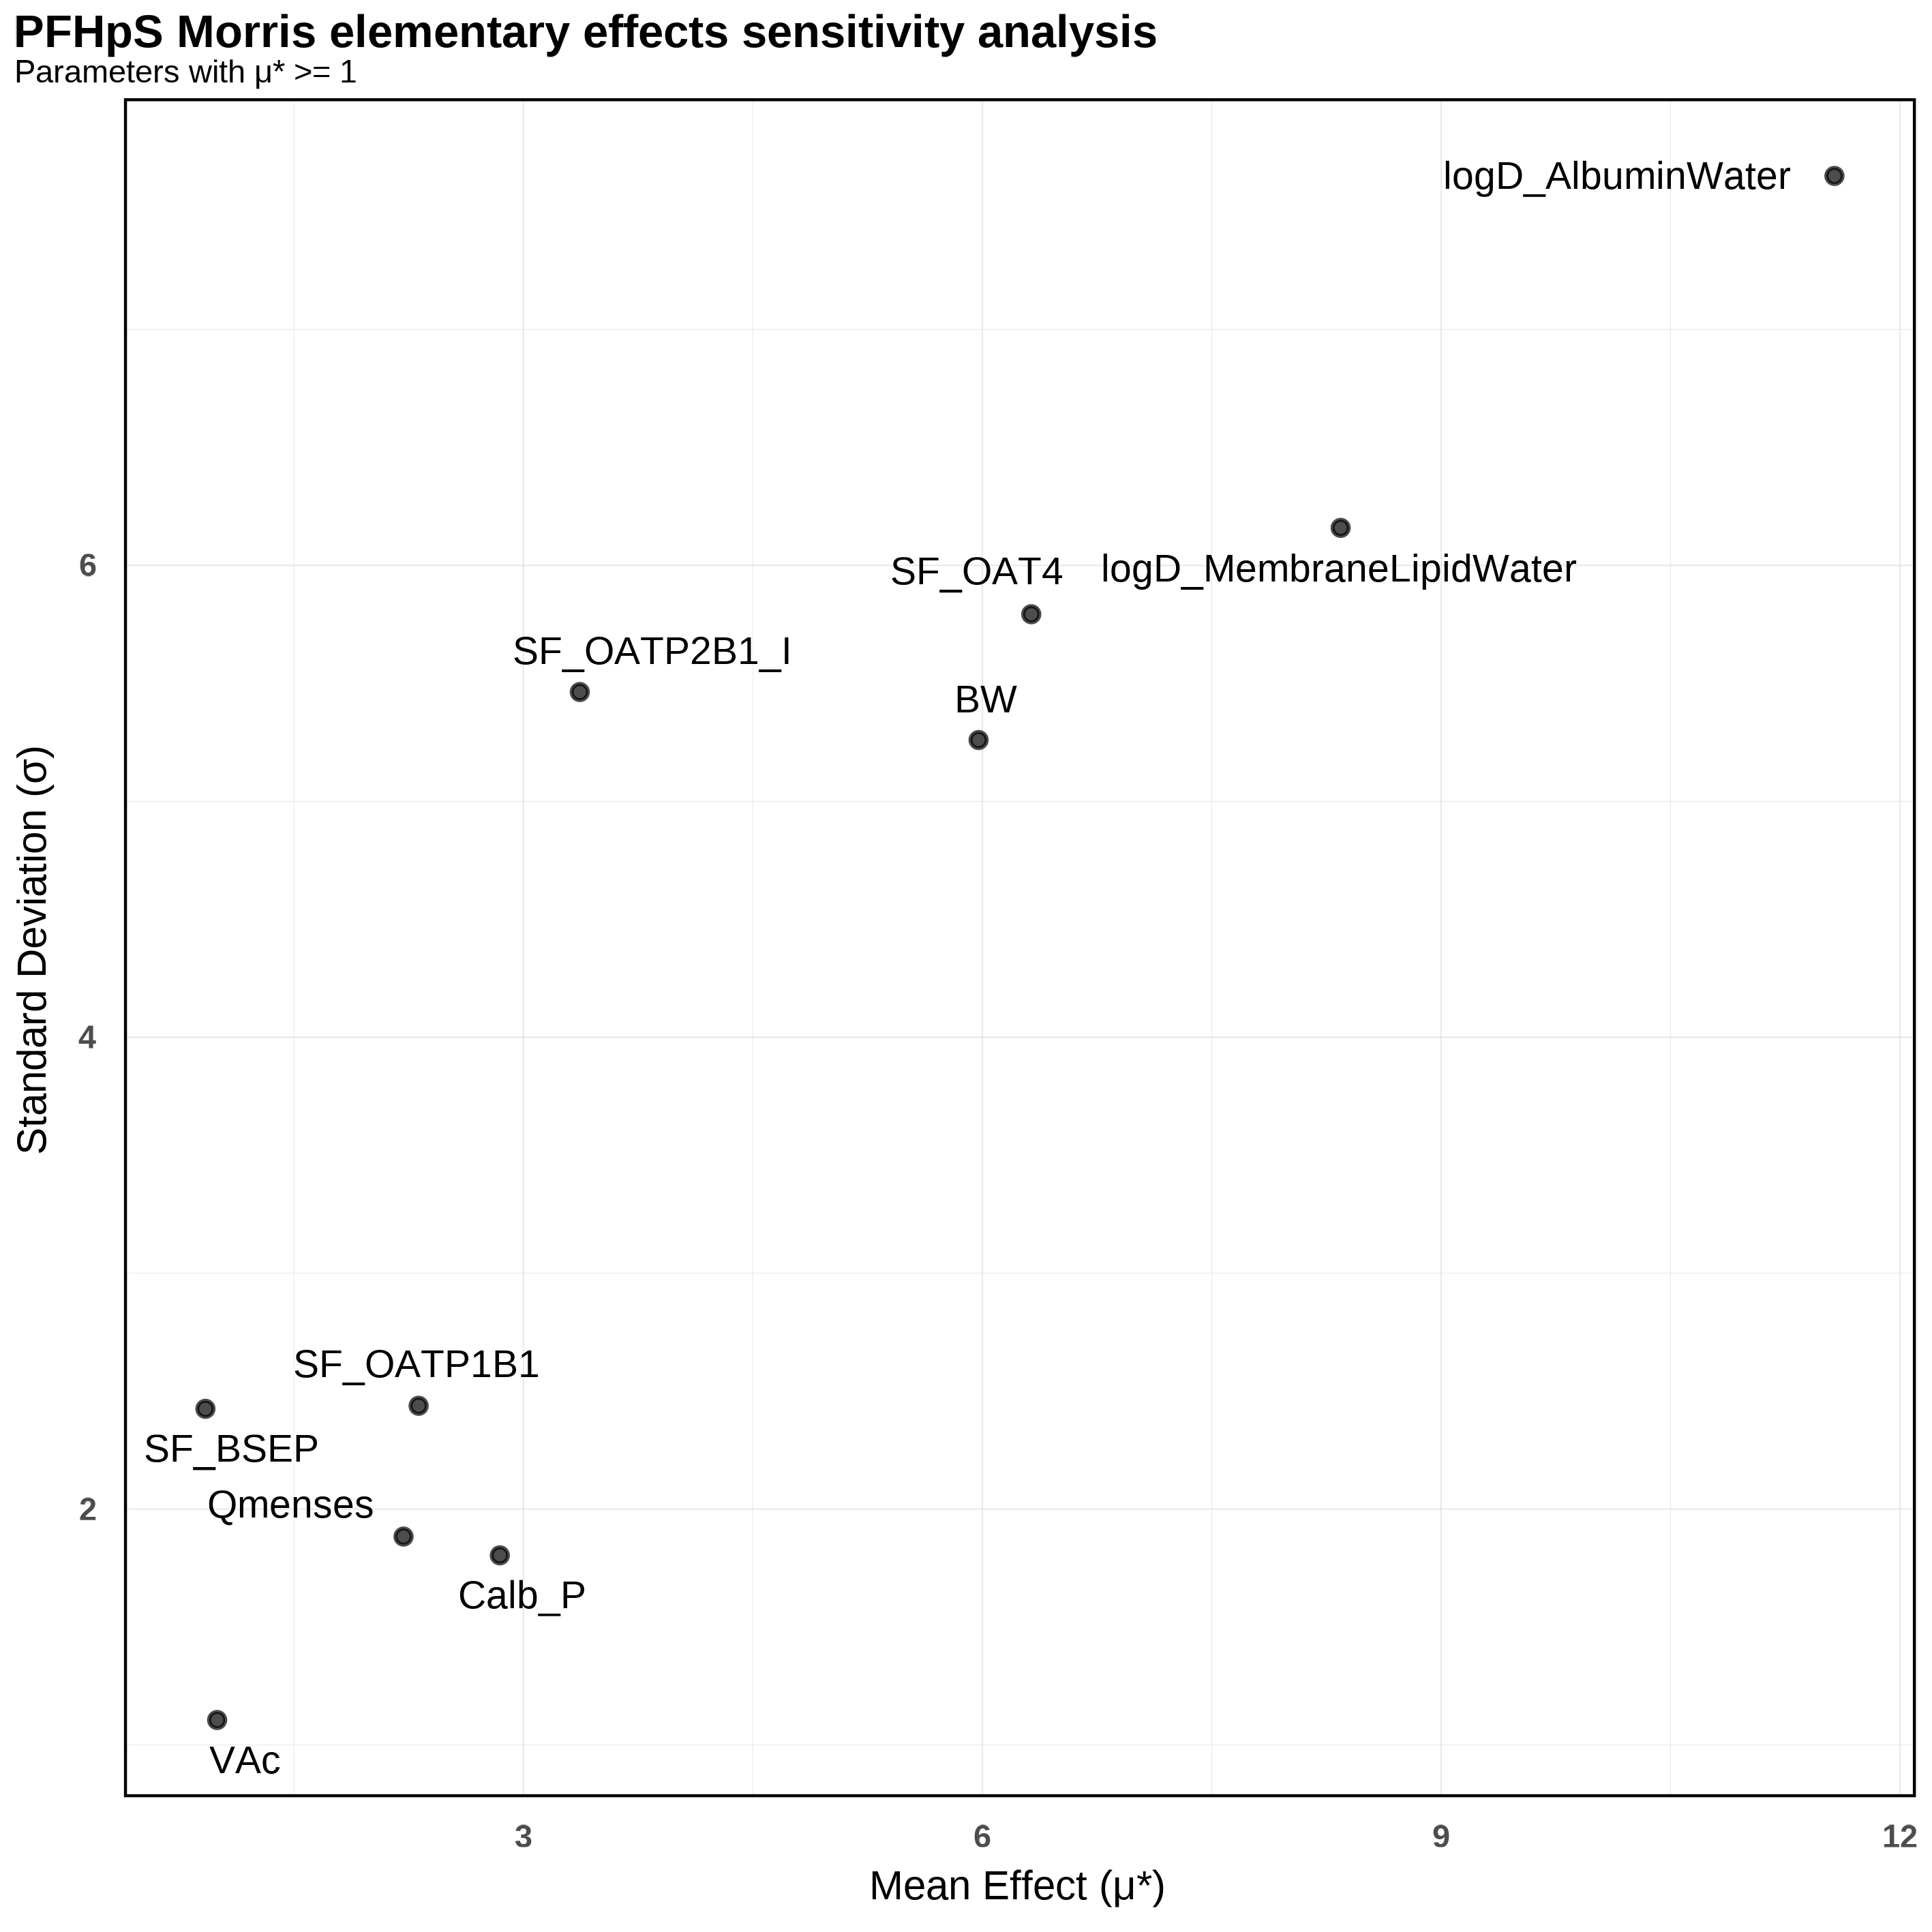 PFHpS Morris elementary effects sensitivity analysis
Parameters with μ* >= 1
logD_AlbuminWater
logD_MembraneLipidWater
SF_OAT4
SF_OATP2B1_I
BW
SF_OATP1B1
SF_BSEP
Qmenses
Calb_P
VAc
6
4
2
Standard Deviation (σ)
3
6
9
12
Mean Effect (μ*)